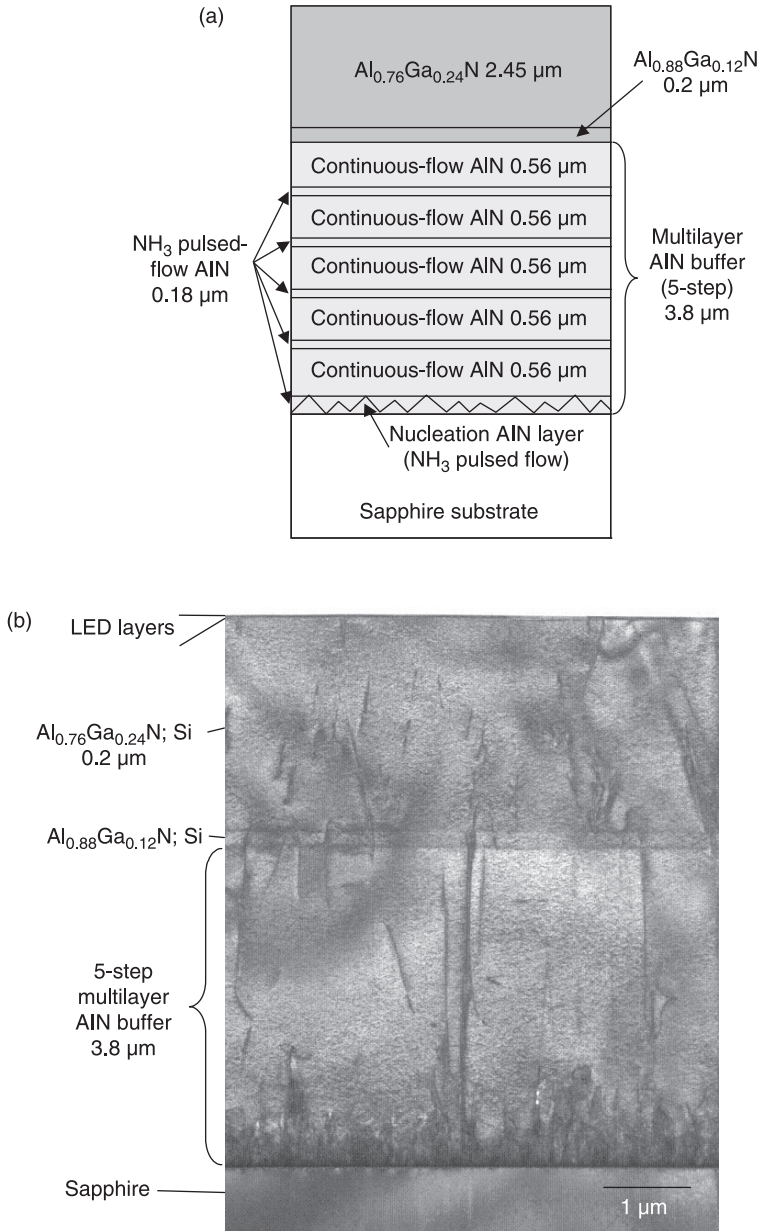 (a)
Al0.76Ga0.24N 2.45 µm
Al0.88Ga0.12N
0.2 µm
Continuous-flow AlN 0.56 µm
Continuous-flow AlN 0.56 µm
Continuous-flow AlN 0.56 µm
Continuous-flow AlN 0.56 µm
Continuous-flow AlN 0.56 µm
NH3 pulsed-
flow AlN
0.18 µm
Multilayer
AlN buffer
(5-step)
3.8 µm
Nucleation AlN layer
(NH3 pulsed flow)
Sapphire substrate
(b)
LED layers
Al0.76Ga0.24N; Si
0.2 µm
Al0.88Ga0.12N; Si
5-step
multilayer
AlN buffer
3.8 µm
Sapphire
1 µm